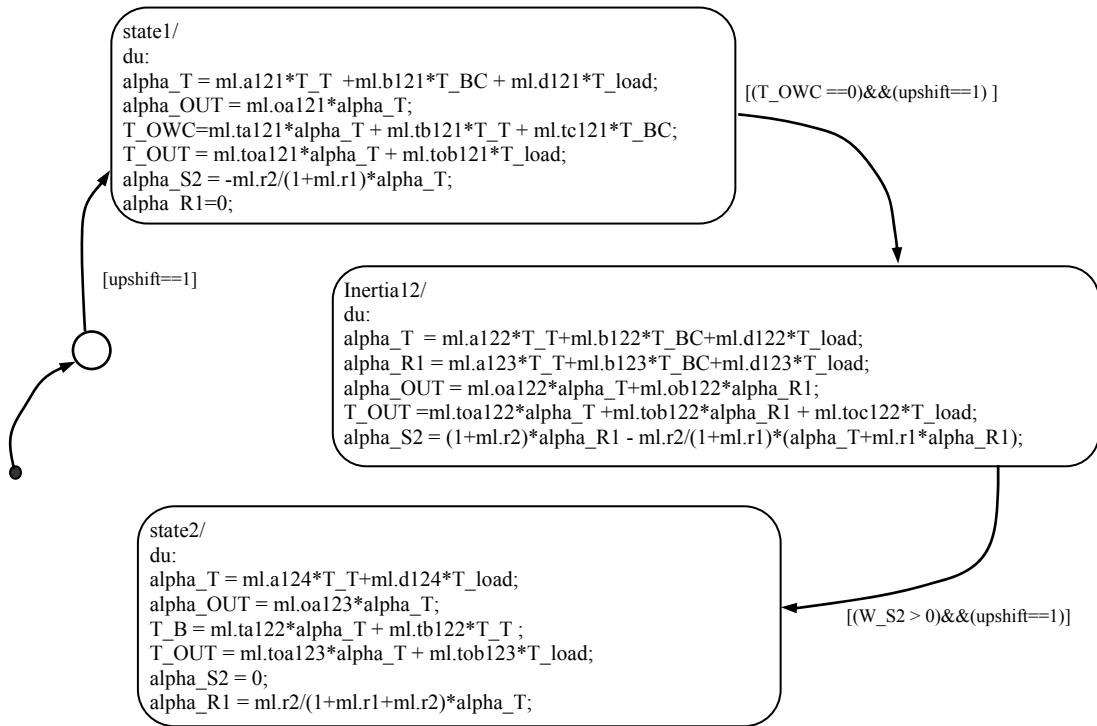 state1/
du:
alpha_T = ml.a121*T_T +ml.b121*T_BC + ml.d121*T_load;
alpha_OUT = ml.oa121*alpha_T;
T_OWC=ml.ta121*alpha_T + ml.tb121*T_T + ml.tc121*T_BC;
T_OUT = ml.toa121*alpha_T + ml.tob121*T_load;
alpha_S2 = -ml.r2/(1+ml.r1)*alpha_T;
alpha_R1=0;
[(T_OWC ==0)&&(upshift==1) ]
[upshift==1]
Inertia12/
du:
alpha_T = ml.a122*T_T+ml.b122*T_BC+ml.d122*T_load;
alpha_R1 = ml.a123*T_T+ml.b123*T_BC+ml.d123*T_load;
alpha_OUT = ml.oa122*alpha_T+ml.ob122*alpha_R1;
T_OUT =ml.toa122*alpha_T +ml.tob122*alpha_R1 + ml.toc122*T_load;
alpha_S2 = (1+ml.r2)*alpha_R1 - ml.r2/(1+ml.r1)*(alpha_T+ml.r1*alpha_R1);
state2/
du:
alpha_T = ml.a124*T_T+ml.d124*T_load;
alpha_OUT = ml.oa123*alpha_T;
T_B = ml.ta122*alpha_T + ml.tb122*T_T ;
T_OUT = ml.toa123*alpha_T + ml.tob123*T_load;
alpha_S2 = 0;
alpha_R1 = ml.r2/(1+ml.r1+ml.r2)*alpha_T;
[(W_S2 > 0)&&(upshift==1)]